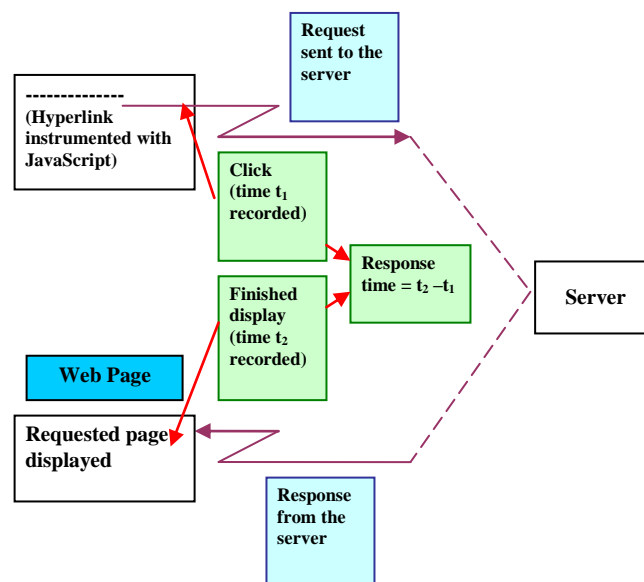 Request
sent to the
server
---------------
(Hyperlink
instrumented with
JavaScript)
Click
(time t₁
recorded)
Response
time = t₂ –t₁
Server
Finished
display
(time t₂
recorded)
Web Page
Requested page
displayed
Response
from the
server